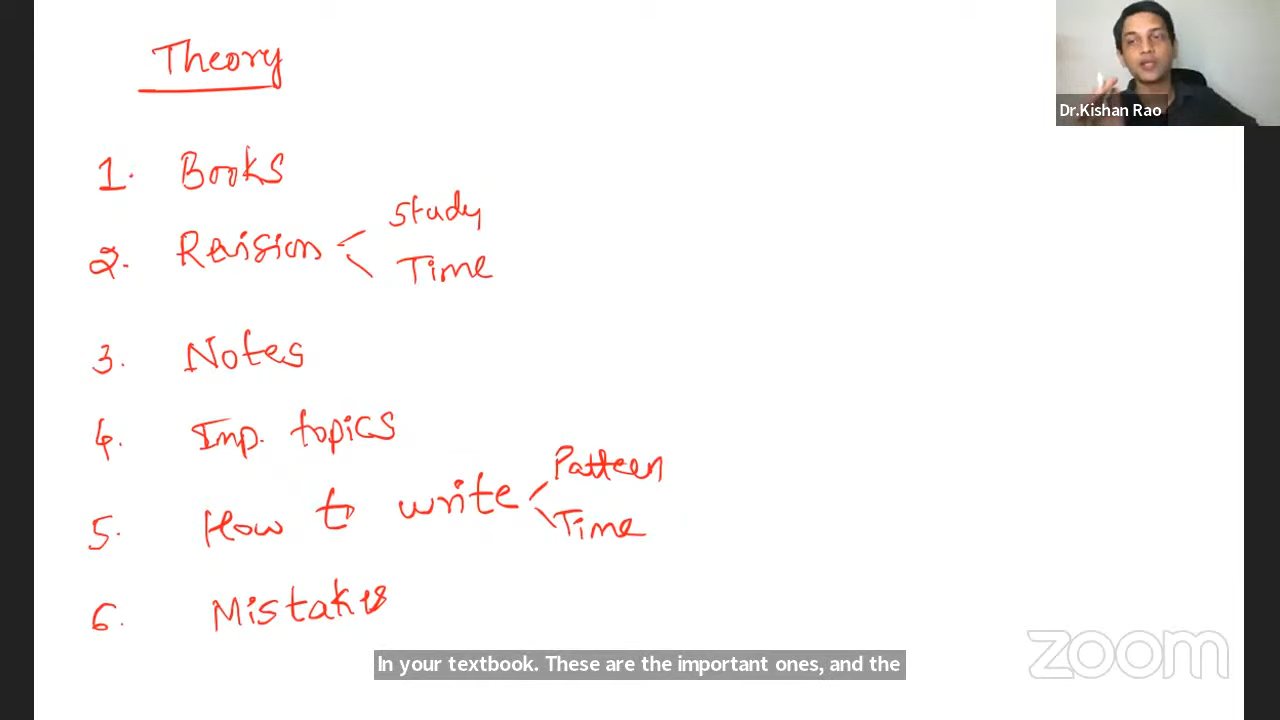 Theory
Dr.Kishan Rao
1. Books
2. Revision
Study
Time
3. Notes
4. Imp. topics
5. How to write
Pattern
Time
6. Mistakes
In your textbook. These are the important ones, and the
zoom